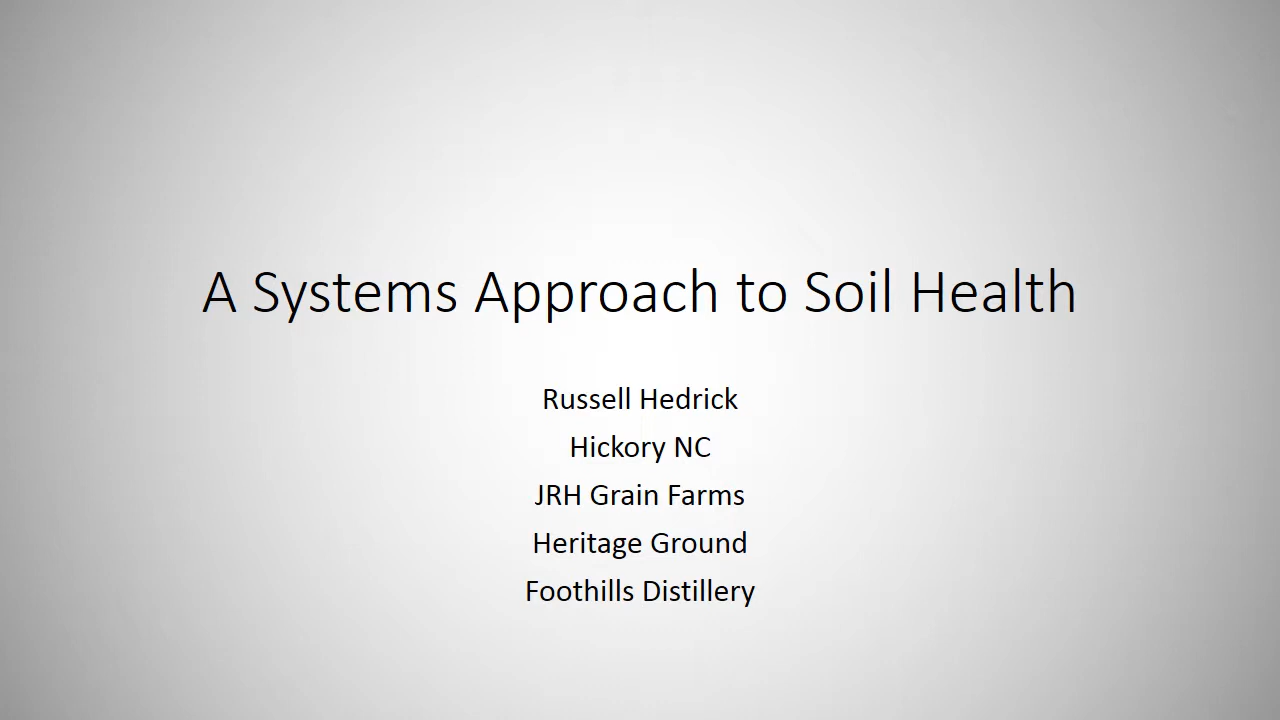 A Systems Approach to Soil Health
Russell Hedrick
Hickory NC
JRH Grain Farms
Heritage Ground
Foothills Distillery